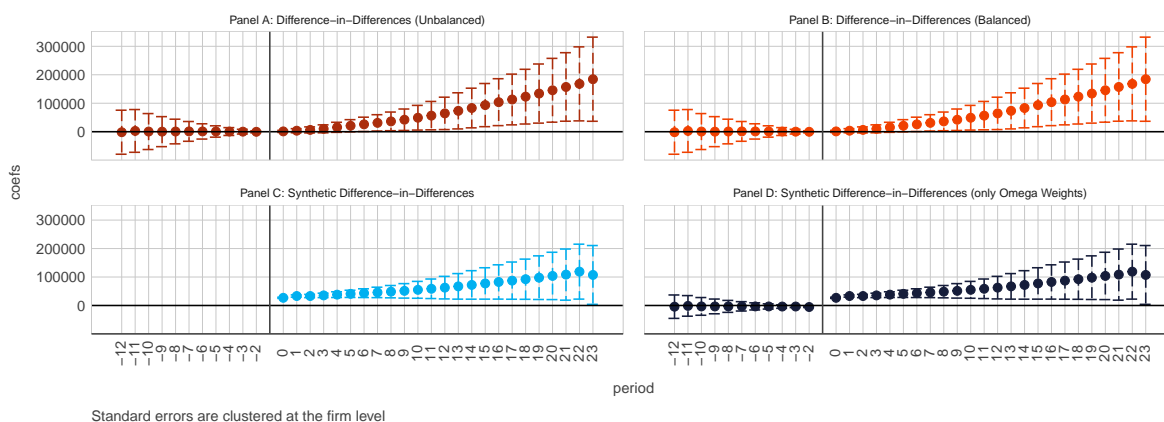 Panel A: Difference−in−Differences (Unbalanced)
Panel B: Difference−in−Differences (Balanced)
300000
200000
100000
0
Panel C: Synthetic Difference−in−Differences
Panel D: Synthetic Difference−in−Differences (only Omega Weights)
300000
200000
100000
0
coefs
−12 −11 −10 −9 −8 −7 −6 −5 −4 −3 −2 0 1 2 3 4 5 6 7 8 9 10 11 12 13 14 15 16 17 18 19 20 21 22 23
−12 −11 −10 −9 −8 −7 −6 −5 −4 −3 −2 0 1 2 3 4 5 6 7 8 9 10 11 12 13 14 15 16 17 18 19 20 21 22 23
period
Standard errors are clustered at the firm level